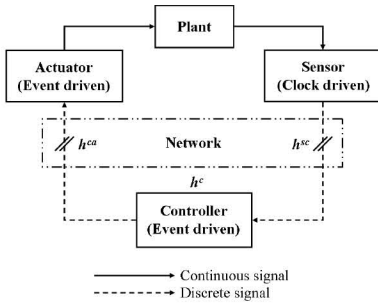 Plant
Actuator
(Event driven)
Sensor
(Clock driven)
h^ca
Network
h^sc
h^c
Controller
(Event driven)
Continuous signal
Discrete signal